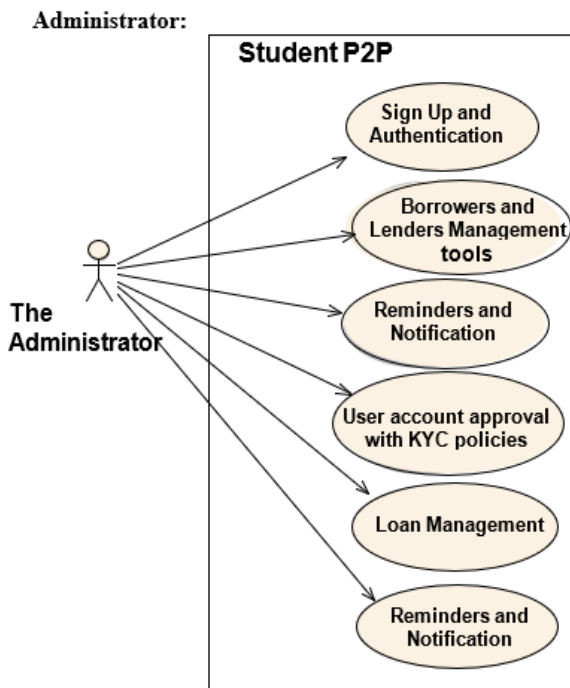 Administrator:
Student P2P
Sign Up and
Authentication
Borrowers and
Lenders Management
tools
The
Administrator
Reminders and
Notification
User account approval
with KYC policies
Loan Management
Reminders and
Notification